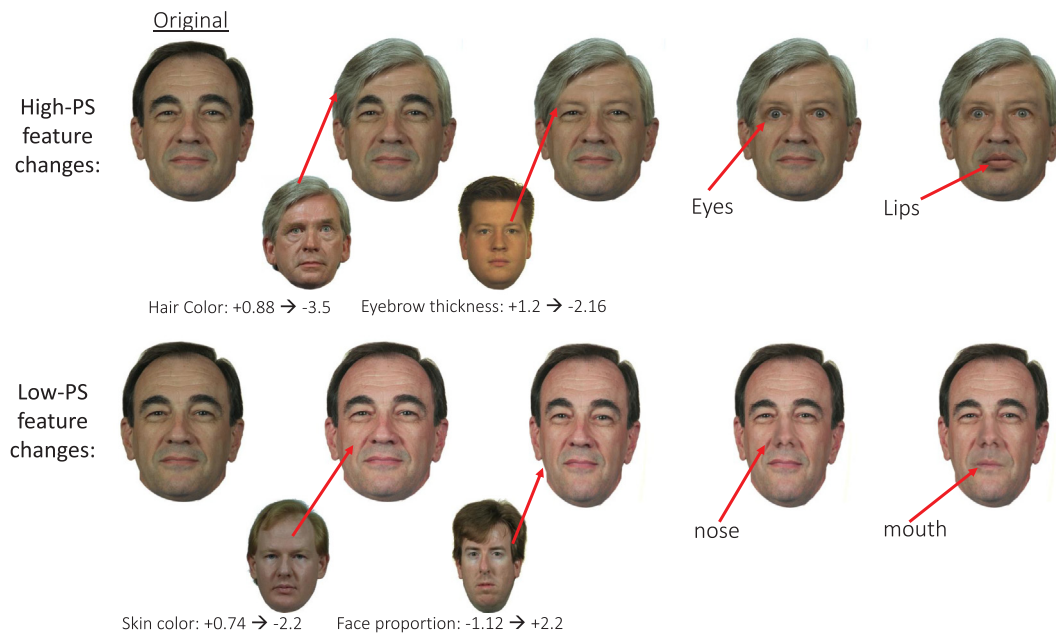 Original
High-PS
feature
changes:
Eyes
Lips
Hair Color: +0.88 → -3.5
Eyebrow thickness: +1.2 → -2.16
Low-PS
feature
changes:
nose
mouth
Skin color: +0.74 → -2.2
Face proportion: -1.12 → +2.2